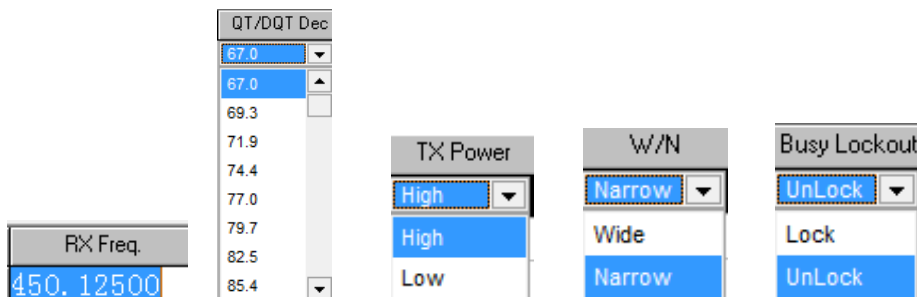 RX Freq.
450.12500
QT/DQT Dec
67.0
67.0
69.3
71.9
74.4
77.0
79.7
82.5
85.4
TX Power
High
High
Low
W/N
Narrow
Wide
Narrow
Busy Lockout
UnLock
Lock
UnLock